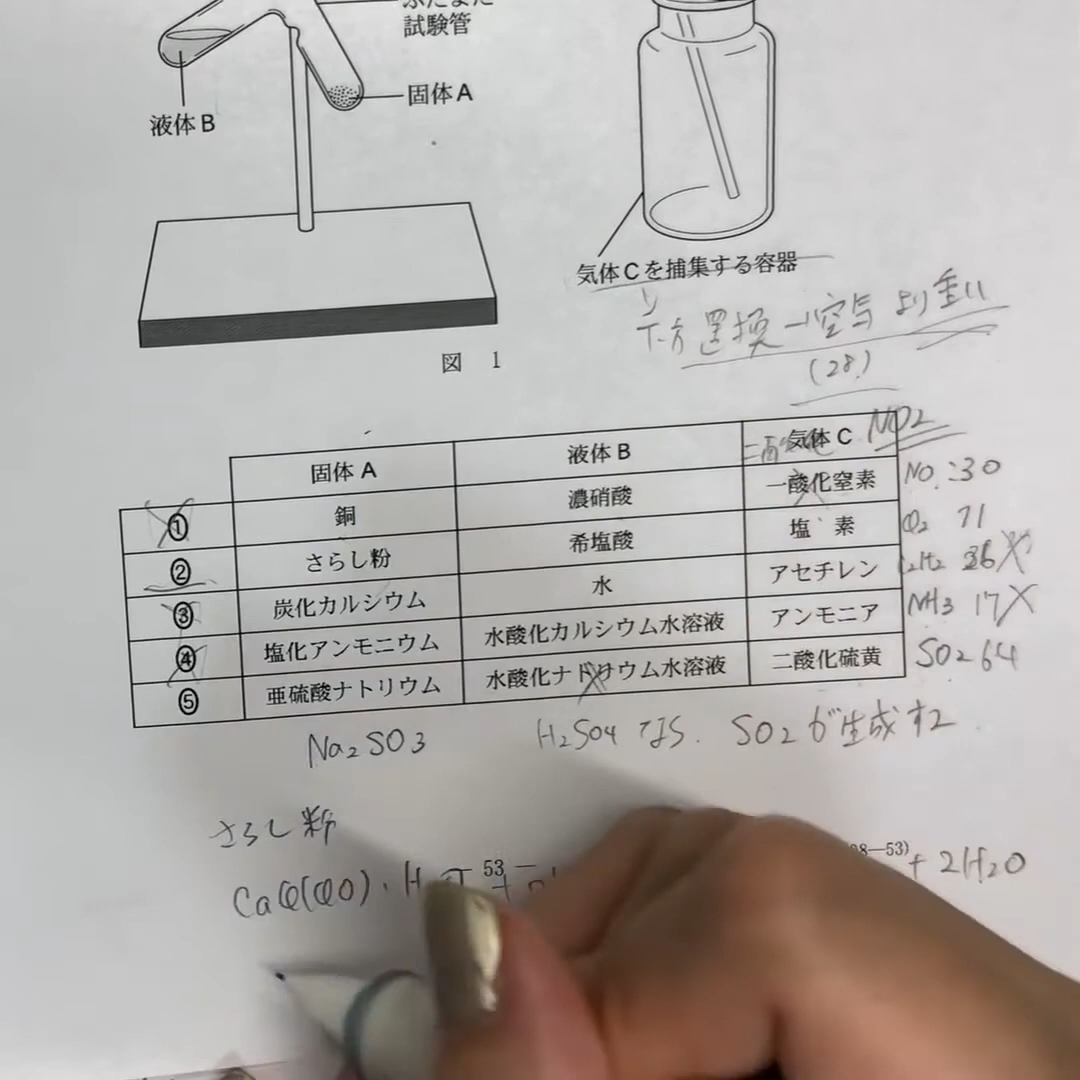 試験管
固体A
液体B
気体Cを捕集する容器
下方置換→空気より重い
(28.)
図 1
NO2
固体A 液体B 気体C
① 銅 濃硝酸 一酸化窒素 NO:30
② さらし粉 希塩酸 塩素 Cl2 71
③ 炭化カルシウム 水 アセチレン C2H2 26
④ 塩化アンモニウム 水酸化カルシウム水溶液 アンモニア NH3 17
⑤ 亜硫酸ナトリウム 水酸化ナトリウム水溶液 二酸化硫黄 SO2 64
Na2SO3 H2SO4 なら. SO2が生成する
さらし粉
CaCl(ClO)・H2O + 2H2O
53